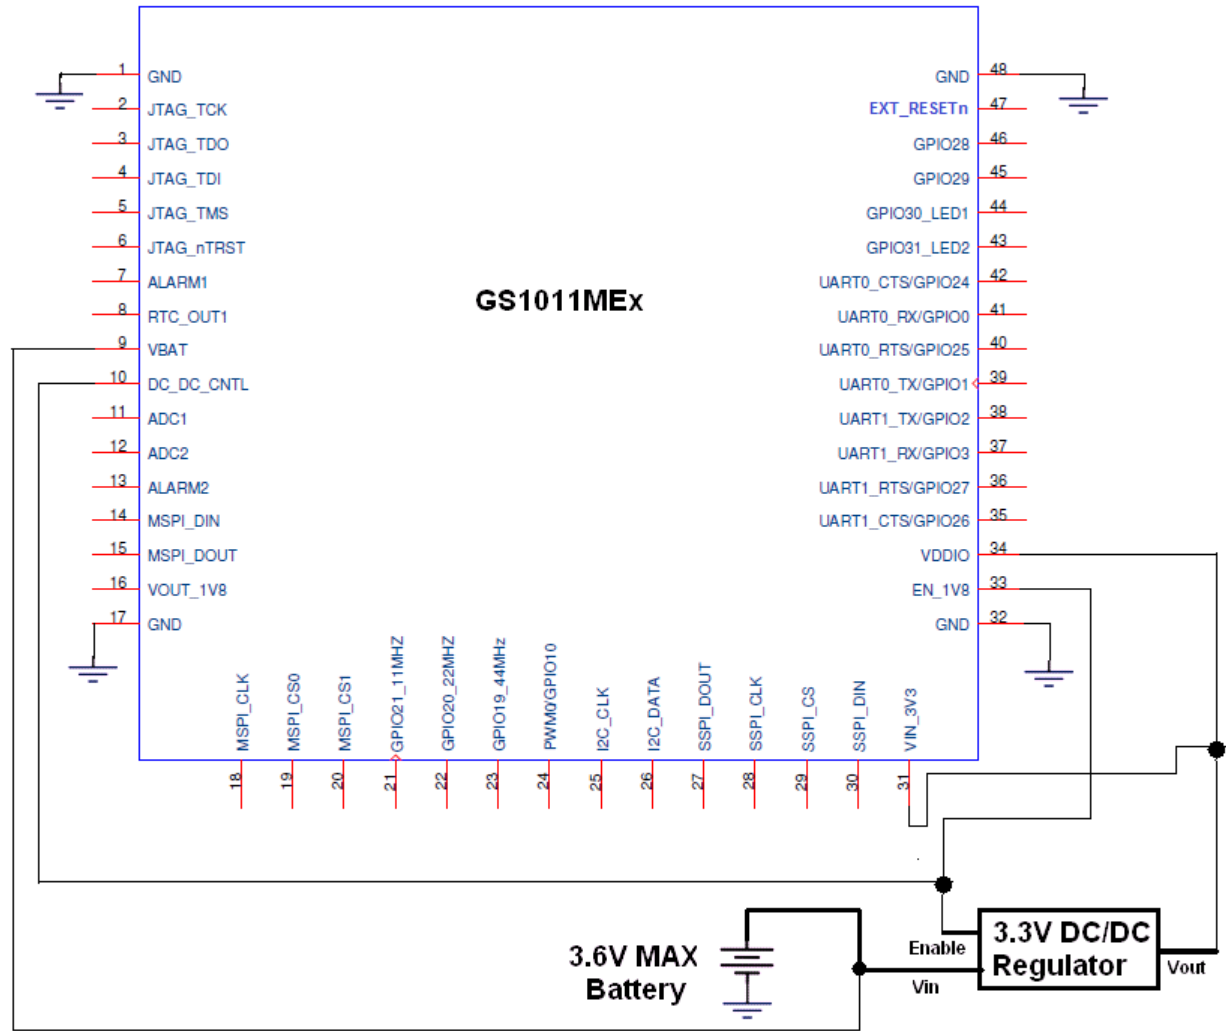 1 GND
2 JTAG_TCK
3 JTAG_TDO
4 JTAG_TDI
5 JTAG_TMS
6 JTAG_nTRST
7 ALARM1
8 RTC_OUT1
9 VBAT
10 DC_DC_CNTL
11 ADC1
12 ADC2
13 ALARM2
14 MSPI_DIN
15 MSPI_DOUT
16 VOUT_1V8
17 GND
GS1011MEx
GND 48
EXT_RESETn 47
GPIO28 46
GPIO29 45
GPIO30_LED1 44
GPIO31_LED2 43
UART0_CTS/GPIO24 42
UART0_RX/GPIO0 41
UART0_RTS/GPIO25 40
UART0_TX/GPIO1 39
UART1_TX/GPIO2 38
UART1_RX/GPIO3 37
UART1_RTS/GPIO27 36
UART1_CTS/GPIO26 35
VDDIO 34
EN_1V8 33
GND 32
MSPI_CLK 18
MSPI_CS0 19
MSPI_CS1 20
GPIO21_11MHZ 21
GPIO20_22MHZ 22
GPIO19_44MHz 23
PWM0/GPIO10 24
I2C_CLK 25
I2C_DATA 26
SSPI_DOUT 27
SSPI_CLK 28
SSPI_CS 29
SSPI_DIN 30
VIN_3V3 31
3.6V MAX
Battery
Enable
Vin
3.3V DC/DC
Regulator
Vout